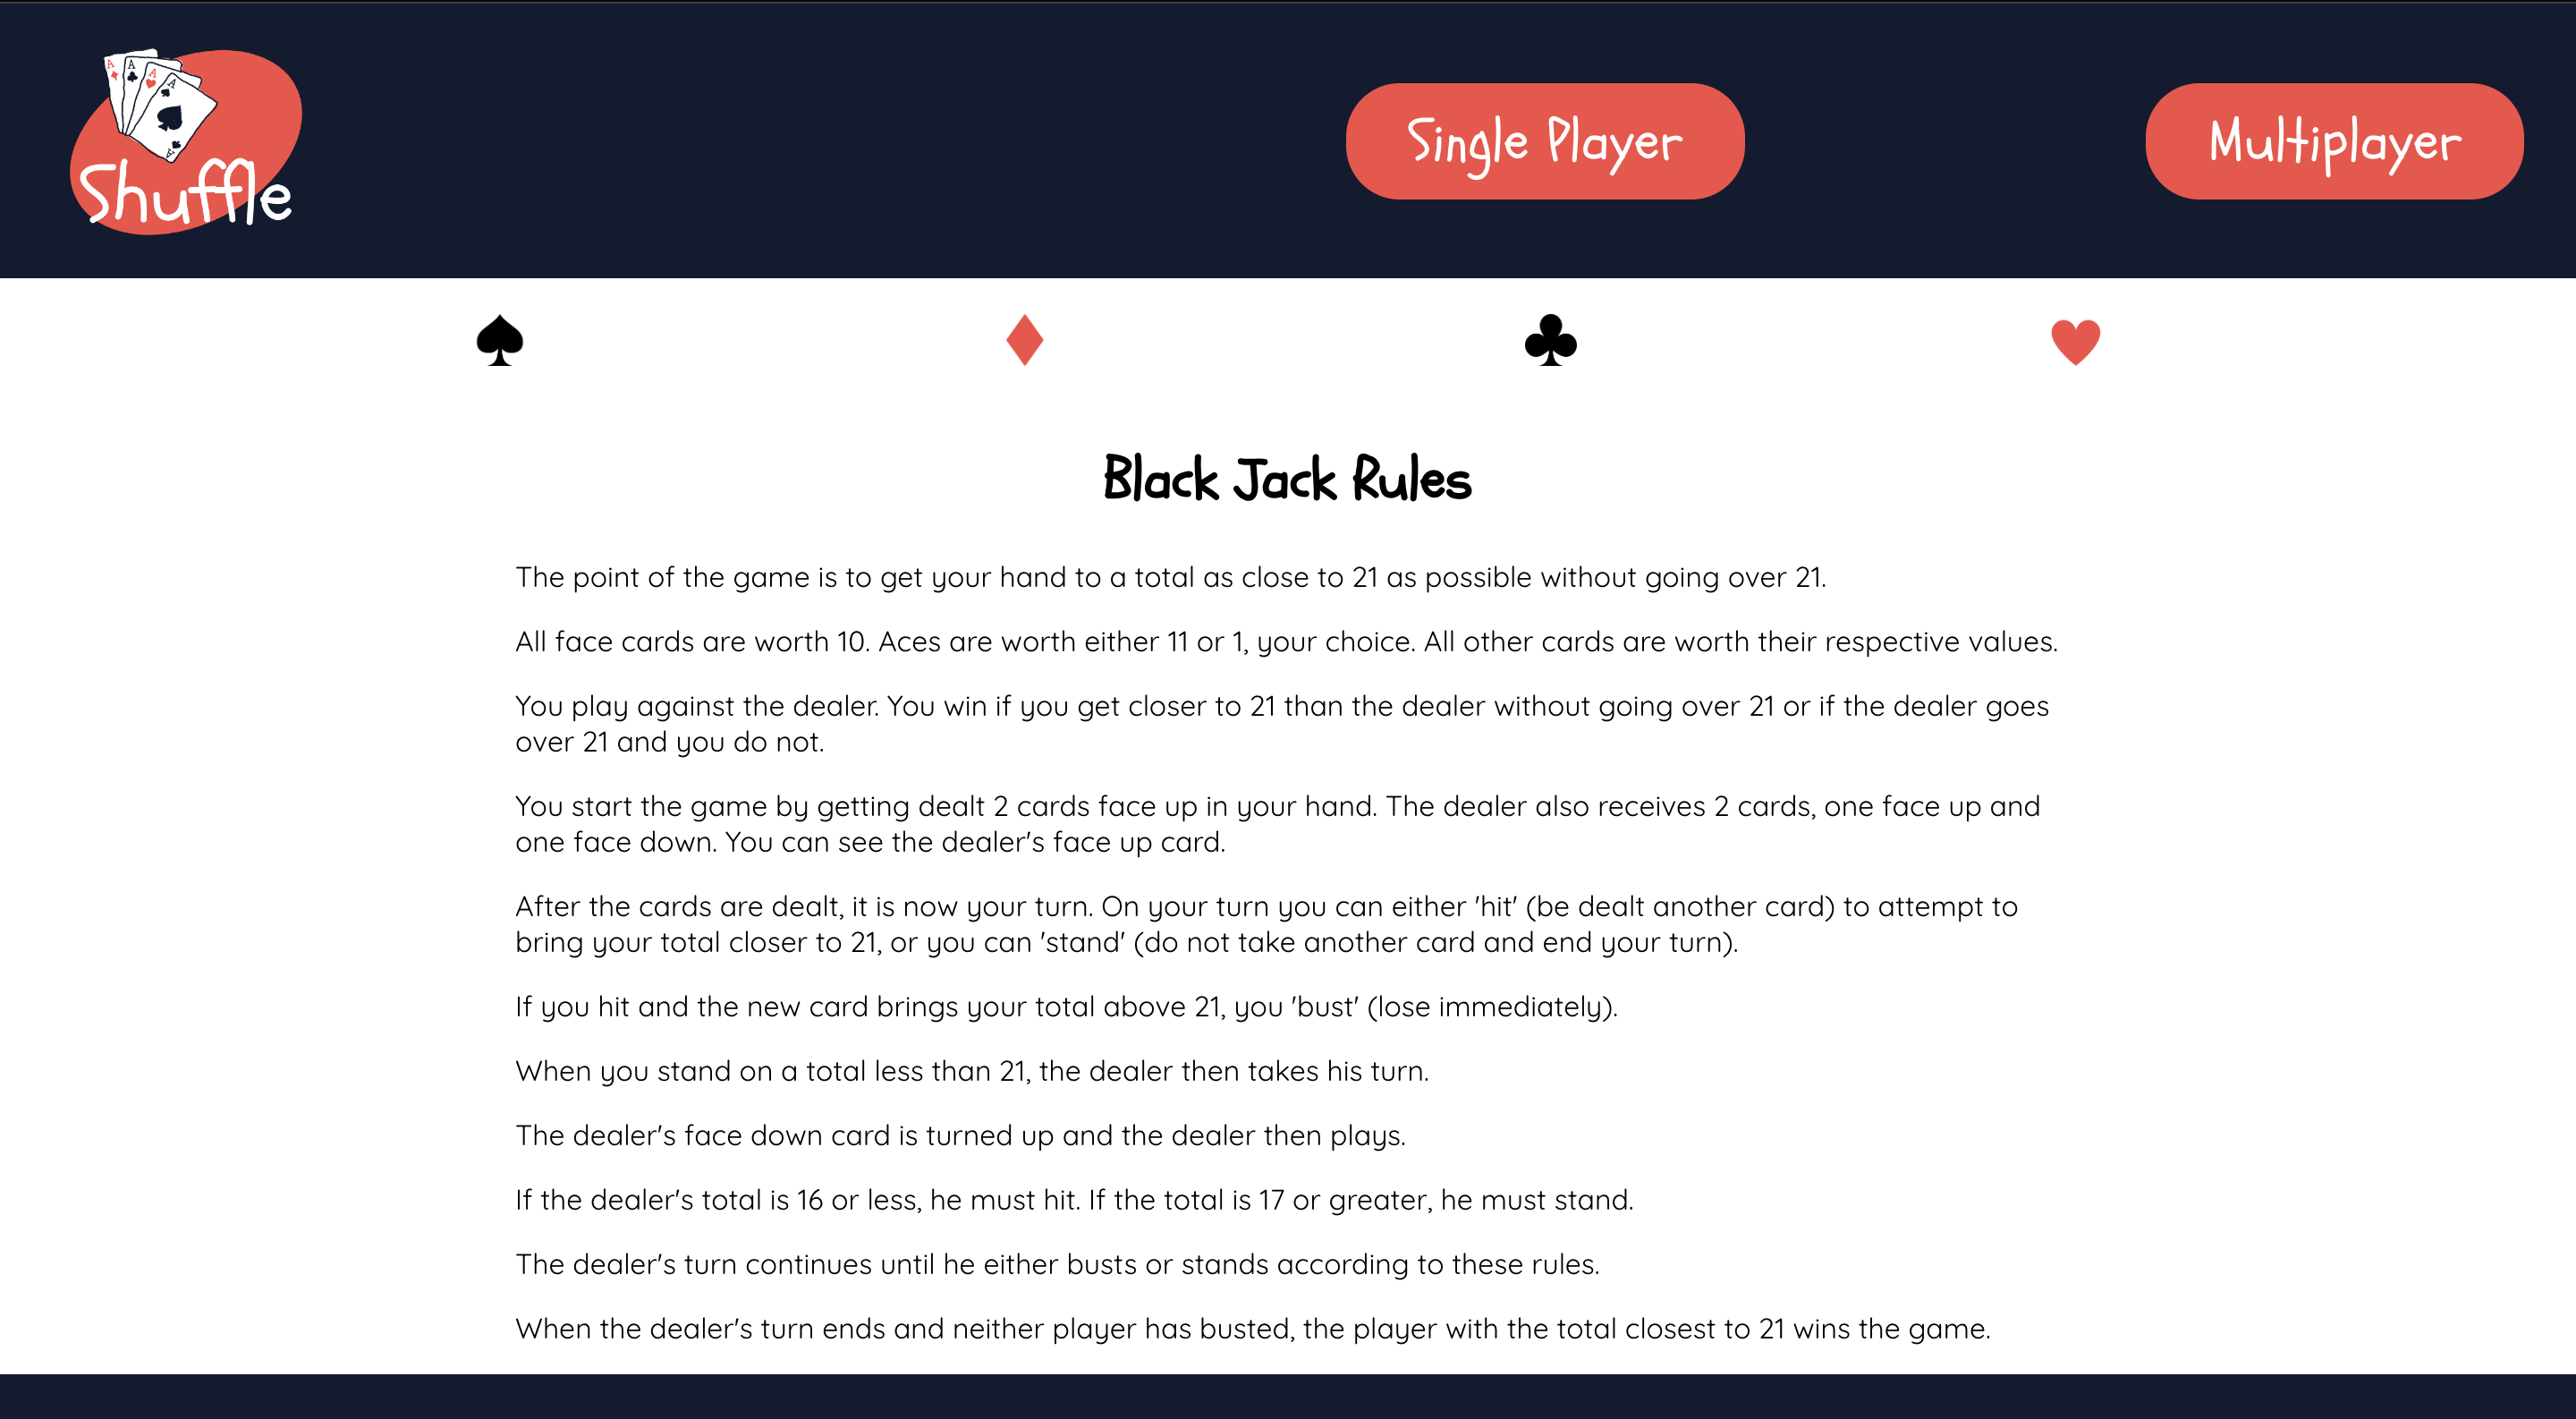 A A A A
A
Shuffle
Single Player
Multiplayer
Black Jack Rules
The point of the game is to get your hand to a total as close to 21 as possible without going over 21.
All face cards are worth 10. Aces are worth either 11 or 1, your choice. All other cards are worth their respective values.
You play against the dealer. You win if you get closer to 21 than the dealer without going over 21 or if the dealer goes
over 21 and you do not.
You start the game by getting dealt 2 cards face up in your hand. The dealer also receives 2 cards, one face up and
one face down. You can see the dealer's face up card.
After the cards are dealt, it is now your turn. On your turn you can either 'hit' (be dealt another card) to attempt to
bring your total closer to 21, or you can 'stand' (do not take another card and end your turn).
If you hit and the new card brings your total above 21, you 'bust' (lose immediately).
When you stand on a total less than 21, the dealer then takes his turn.
The dealer's face down card is turned up and the dealer then plays.
If the dealer's total is 16 or less, he must hit. If the total is 17 or greater, he must stand.
The dealer's turn continues until he either busts or stands according to these rules.
When the dealer's turn ends and neither player has busted, the player with the total closest to 21 wins the game.